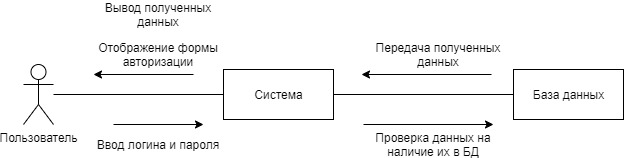 Вывод полученных
данных
Отображение формы
авторизации
Передача полученных
данных
Система
База данных
Пользователь
Ввод логина и пароля
Проверка данных на
наличие их в БД